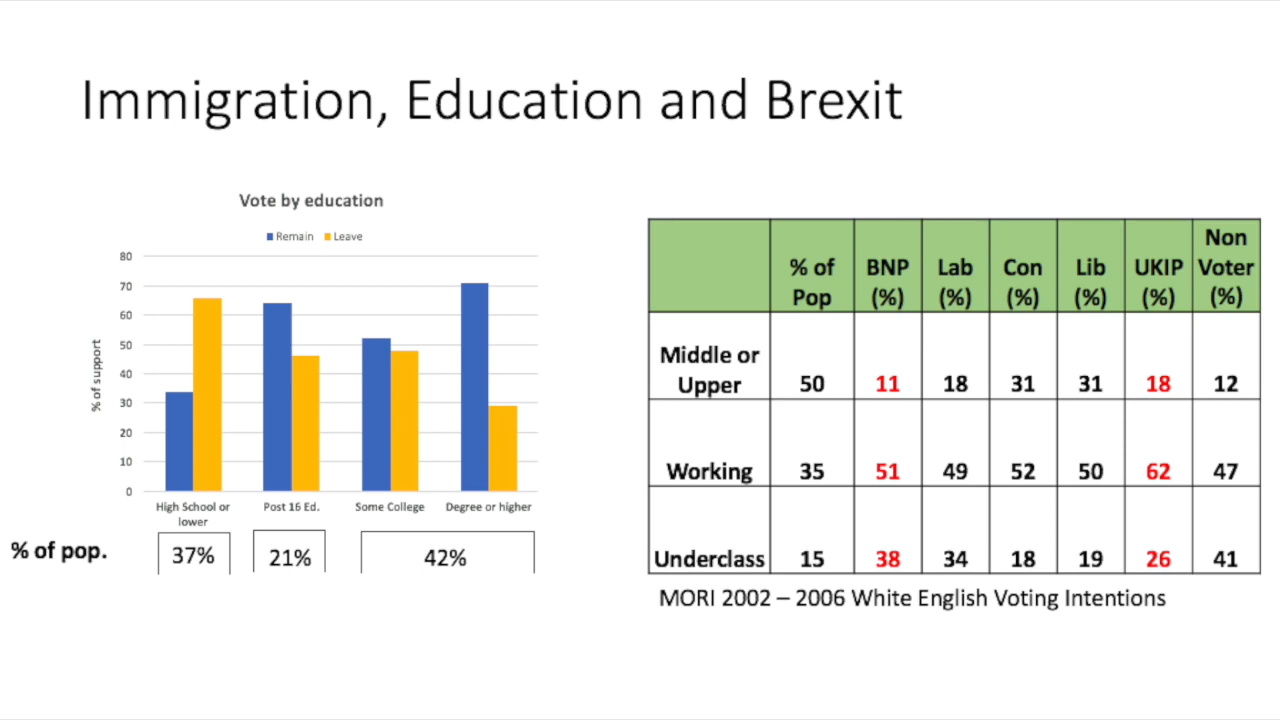 Immigration, Education and Brexit
Vote by education
Remain Leave
% of support
80
70
60
50
40
30
20
10
0
High School or
lower
Post 16 Ed.
Some College
Degree or higher
% of pop.
37%
21%
42%
% of
Pop
BNP
(%)
Lab
(%)
Con
(%)
Lib
(%)
UKIP
(%)
Non
Voter
(%)
Middle or
Upper
50 11 18 31 31 18 12
Working 35 51 49 52 50 62 47
Underclass 15 38 34 18 19 26 41
MORI 2002 – 2006 White English Voting Intentions